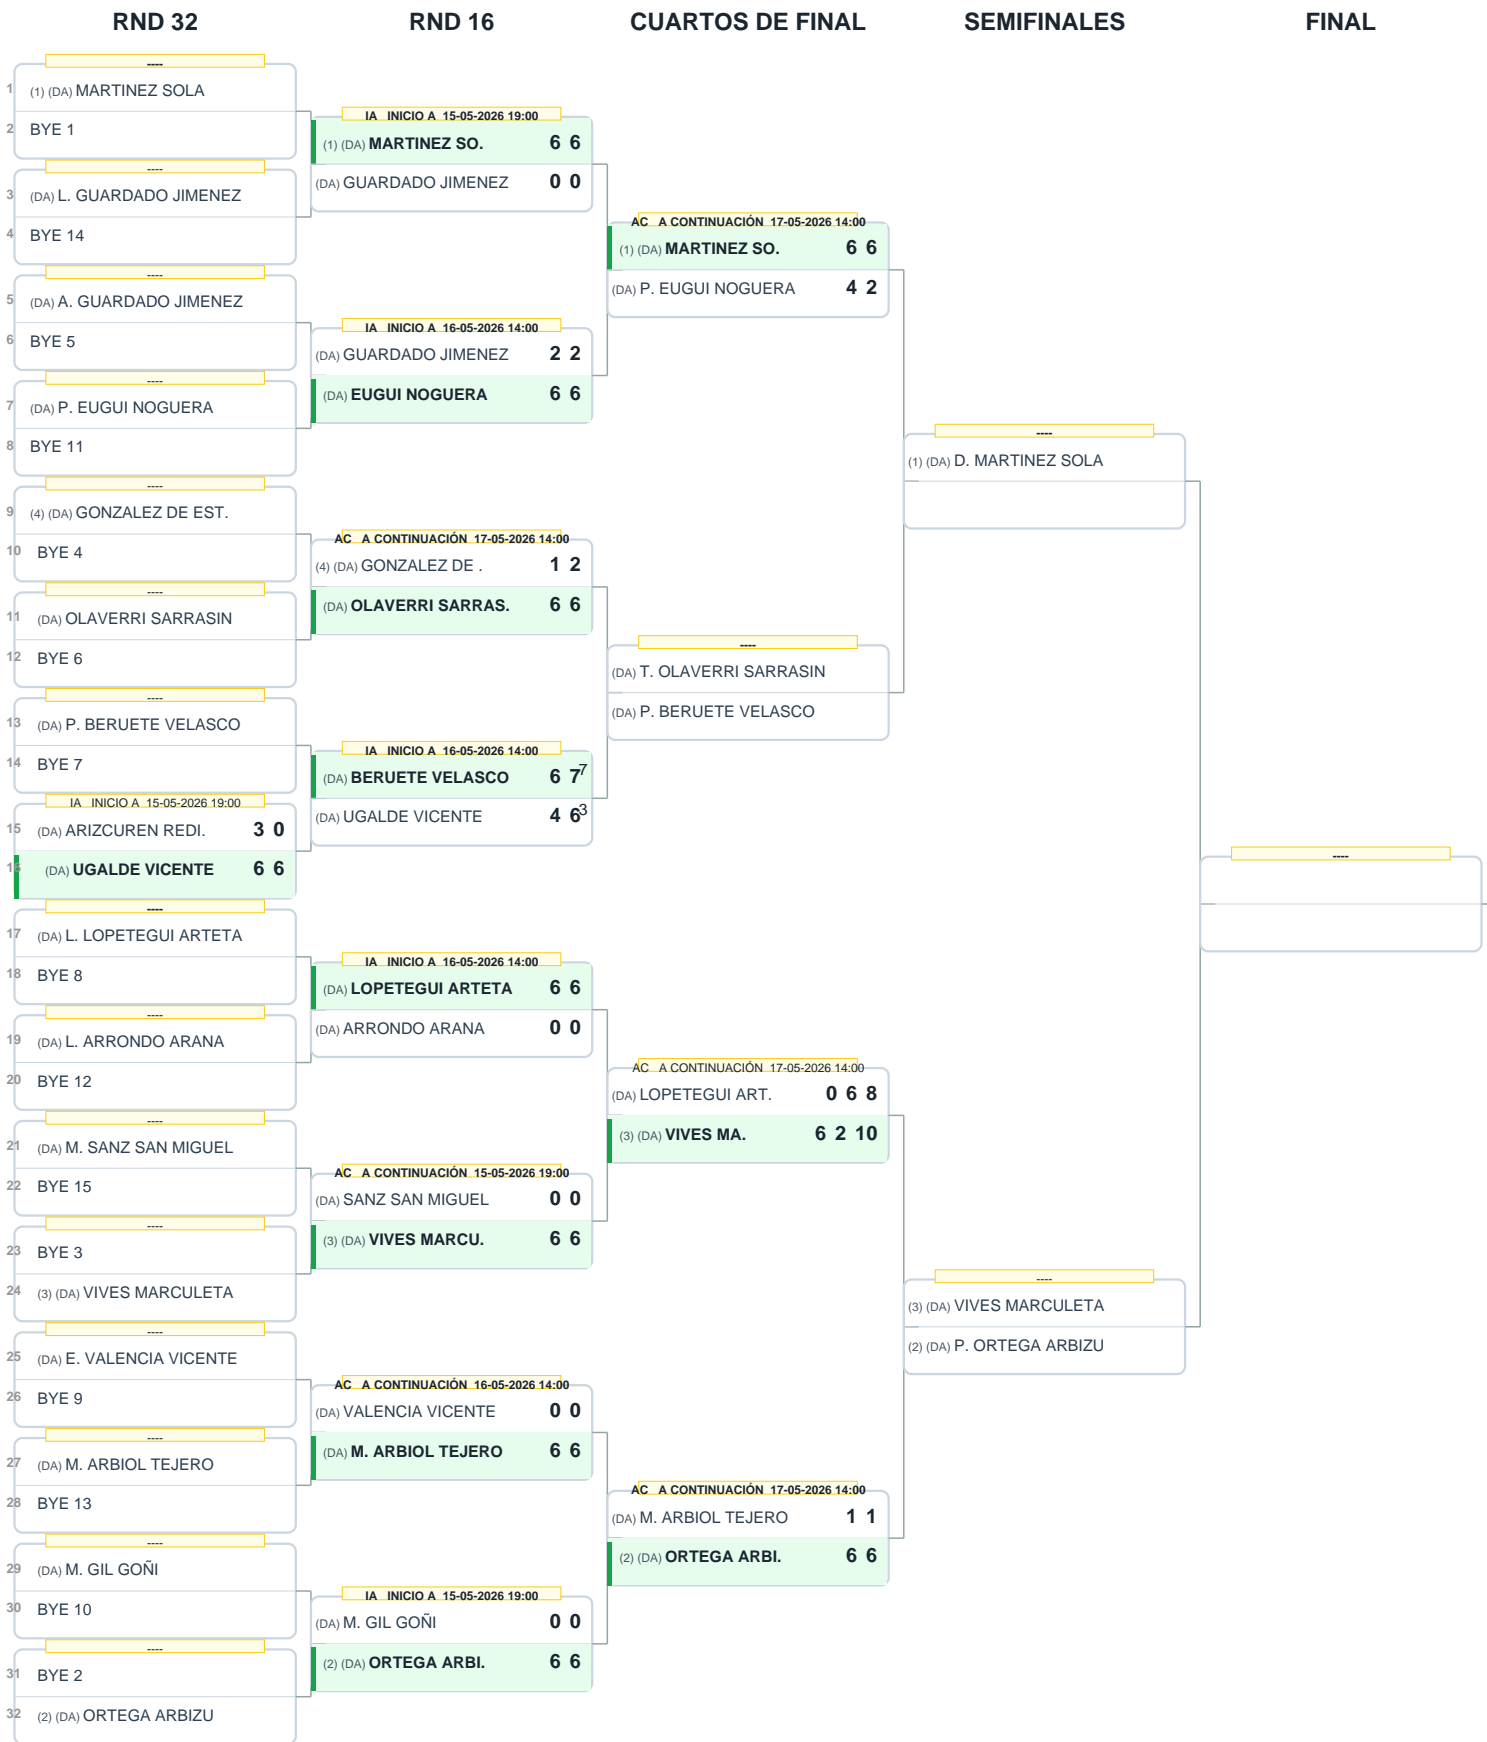 RND 32
RND 16
CUARTOS DE FINAL
SEMIFINALES
FINAL
----
1 (1) (DA) MARTINEZ SOLA
2 BYE 1
----
3 (DA) L. GUARDADO JIMENEZ
4 BYE 14
----
5 (DA) A. GUARDADO JIMENEZ
6 BYE 5
----
7 (DA) P. EUGUI NOGUERA
8 BYE 11
----
9 (4) (DA) GONZALEZ DE EST.
10 BYE 4
----
11 (DA) OLAVERRI SARRASIN
12 BYE 6
----
13 (DA) P. BERUETE VELASCO
14 BYE 7
IA INICIO A 15-05-2026 19:00
15 (DA) ARIZCUREN REDI. 3 0
16 (DA) UGALDE VICENTE 6 6
----
17 (DA) L. LOPETEGUI ARTETA
18 BYE 8
----
19 (DA) L. ARRONDO ARANA
20 BYE 12
----
21 (DA) M. SANZ SAN MIGUEL
22 BYE 15
----
23 BYE 3
24 (3) (DA) VIVES MARCULETA
----
25 (DA) E. VALENCIA VICENTE
26 BYE 9
----
27 (DA) M. ARBIOL TEJERO
28 BYE 13
----
29 (DA) M. GIL GOÑI
30 BYE 10
----
31 BYE 2
32 (2) (DA) ORTEGA ARBIZU
IA INICIO A 15-05-2026 19:00
(1) (DA) MARTINEZ SO. 6 6
(DA) GUARDADO JIMENEZ 0 0
IA INICIO A 16-05-2026 14:00
(DA) GUARDADO JIMENEZ 2 2
(DA) EUGUI NOGUERA 6 6
AC A CONTINUACIÓN 17-05-2026 14:00
(4) (DA) GONZALEZ DE . 1 2
(DA) OLAVERRI SARRAS. 6 6
IA INICIO A 16-05-2026 14:00
(DA) BERUETE VELASCO 6 7 7
(DA) UGALDE VICENTE 4 6 3
IA INICIO A 16-05-2026 14:00
(DA) LOPETEGUI ARTETA 6 6
(DA) ARRONDO ARANA 0 0
AC A CONTINUACIÓN 15-05-2026 19:00
(DA) SANZ SAN MIGUEL 0 0
(3) (DA) VIVES MARCU. 6 6
AC A CONTINUACIÓN 16-05-2026 14:00
(DA) VALENCIA VICENTE 0 0
(DA) M. ARBIOL TEJERO 6 6
IA INICIO A 15-05-2026 19:00
(DA) M. GIL GOÑI 0 0
(2) (DA) ORTEGA ARBI. 6 6
AC A CONTINUACIÓN 17-05-2026 14:00
(1) (DA) MARTINEZ SO. 6 6
(DA) P. EUGUI NOGUERA 4 2
----
(DA) T. OLAVERRI SARRASIN
(DA) P. BERUETE VELASCO
AC A CONTINUACIÓN 17-05-2026 14:00
(DA) LOPETEGUI ART. 0 6 8
(3) (DA) VIVES MA. 6 2 10
AC A CONTINUACIÓN 17-05-2026 14:00
(DA) M. ARBIOL TEJERO 1 1
(2) (DA) ORTEGA ARBI. 6 6
----
(1) (DA) D. MARTINEZ SOLA
----
(3) (DA) VIVES MARCULETA
(2) (DA) P. ORTEGA ARBIZU
----